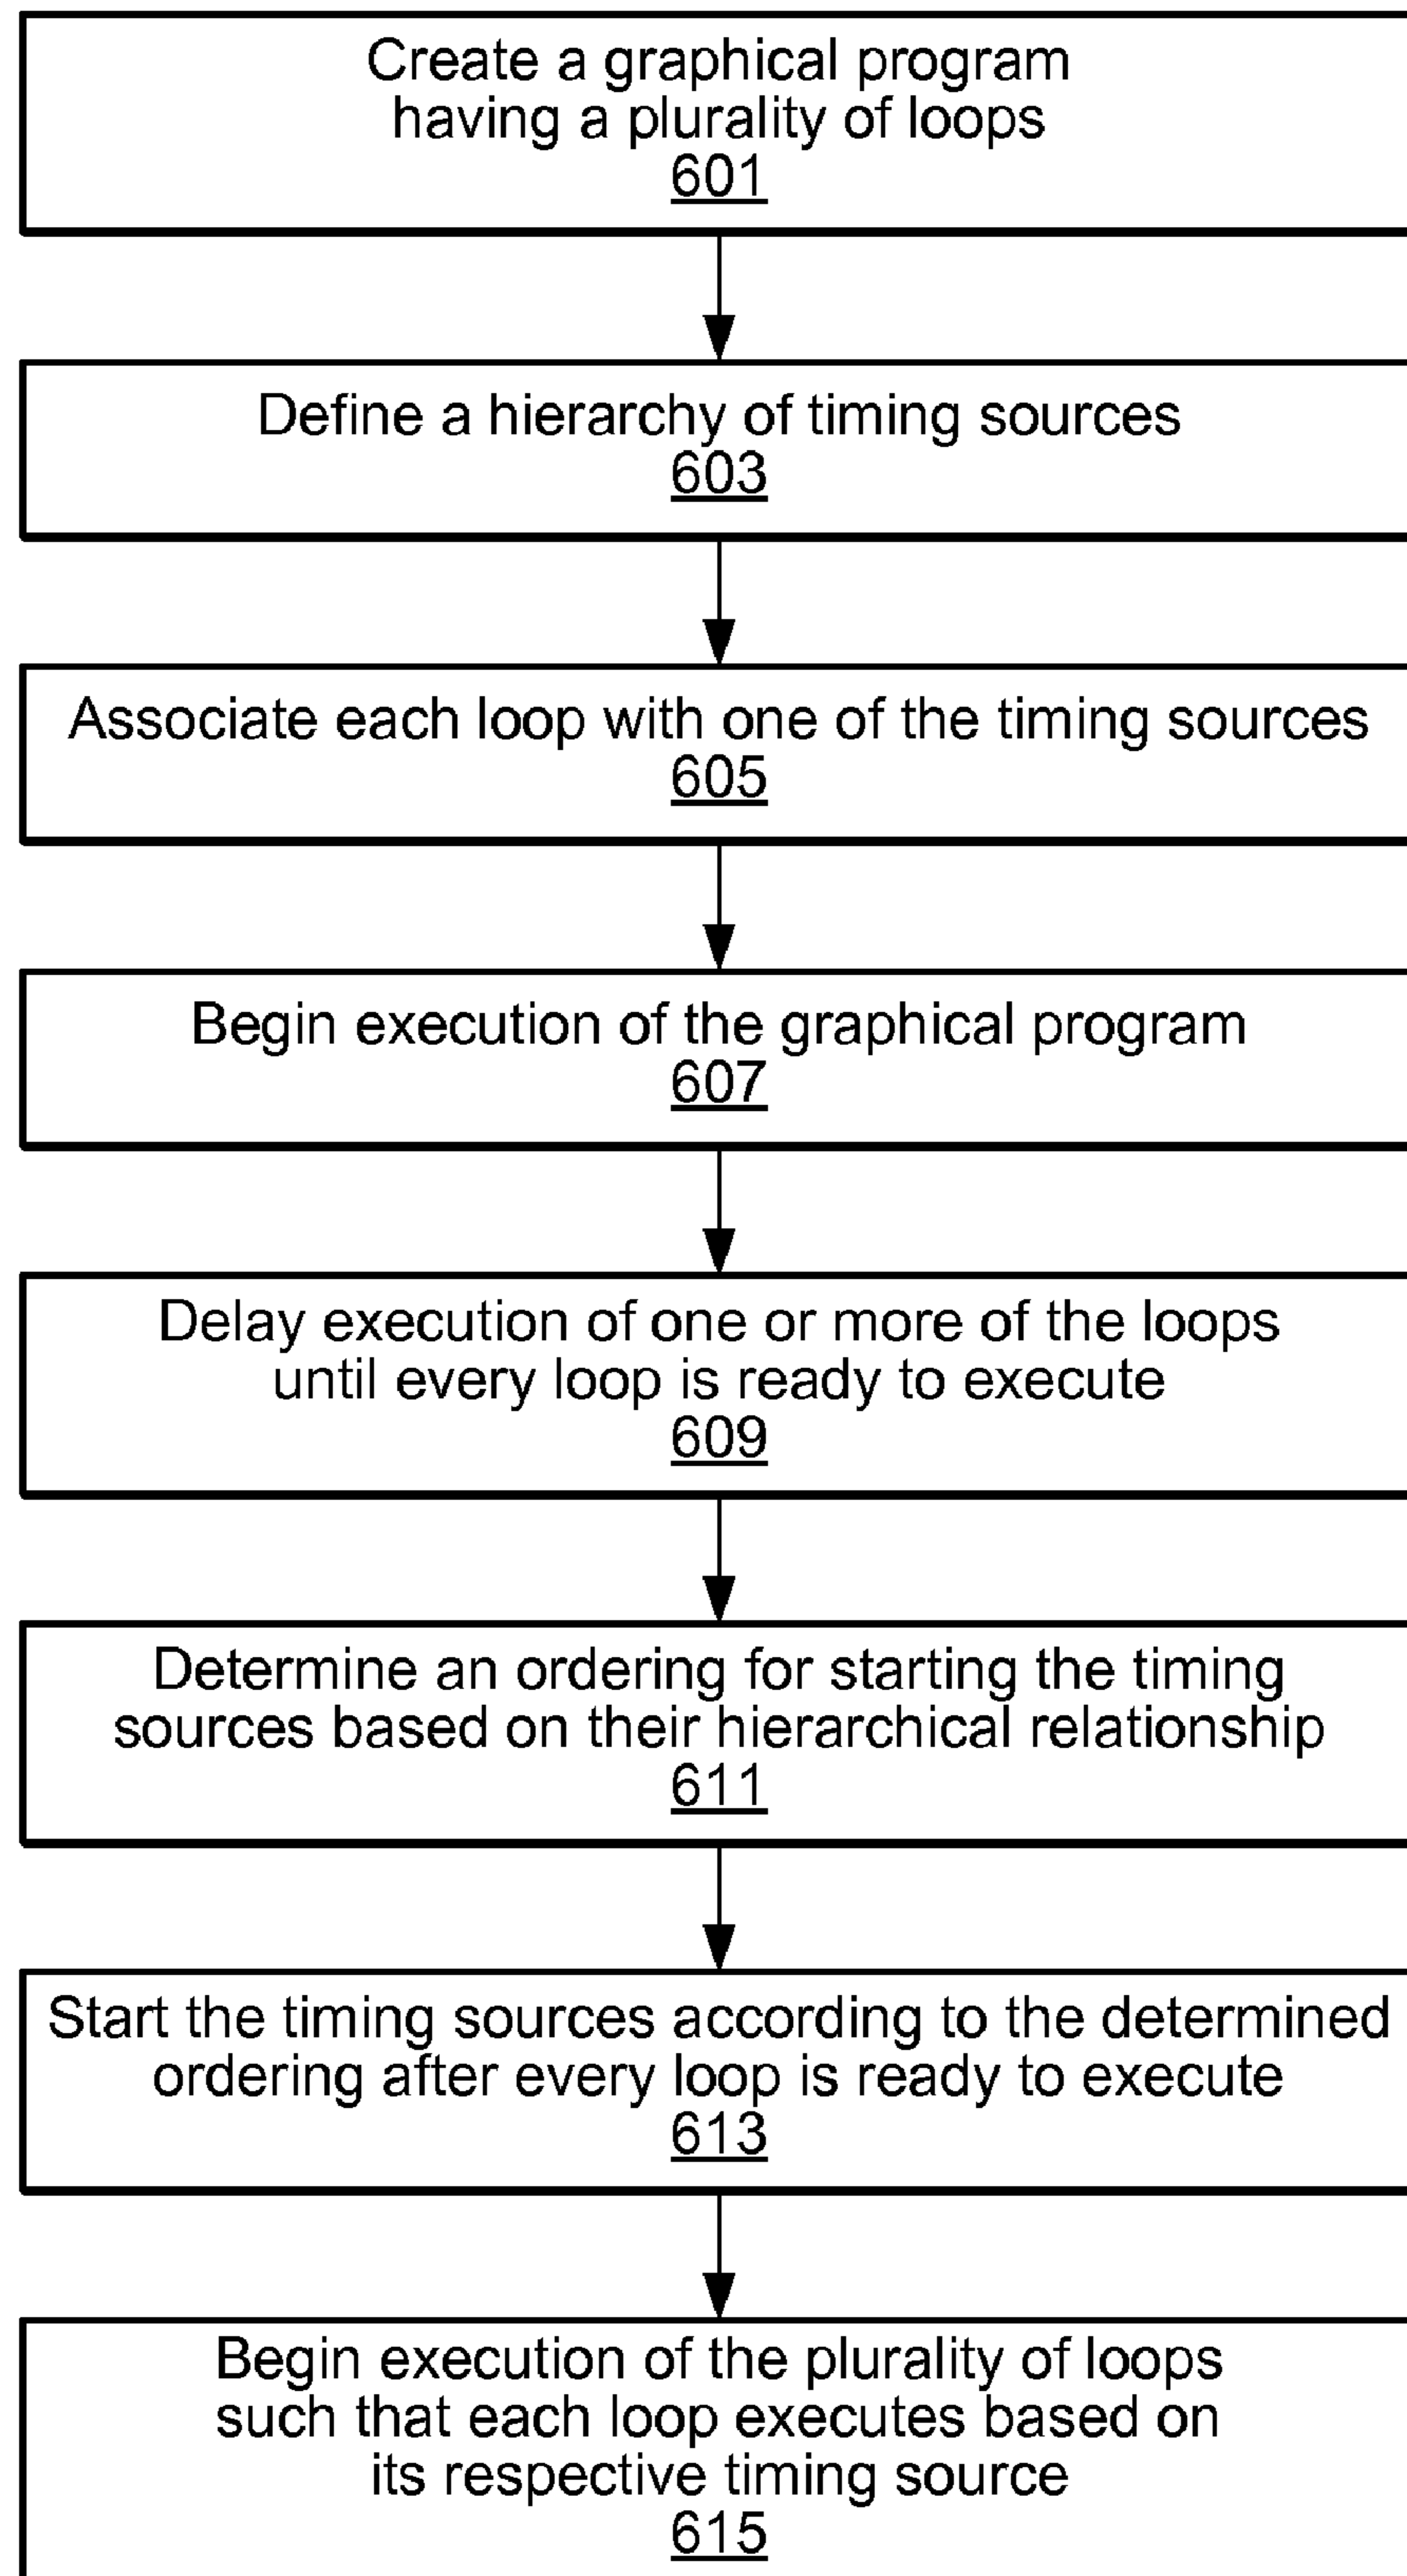 Create a graphical program
having a plurality of loops
601
Define a hierarchy of timing sources
603
Associate each loop with one of the timing sources
605
Begin execution of the graphical program
607
Delay execution of one or more of the loops
until every loop is ready to execute
609
Determine an ordering for starting the timing
sources based on their hierarchical relationship
611
Start the timing sources according to the determined
ordering after every loop is ready to execute
613
Begin execution of the plurality of loops
such that each loop executes based on
its respective timing source
615